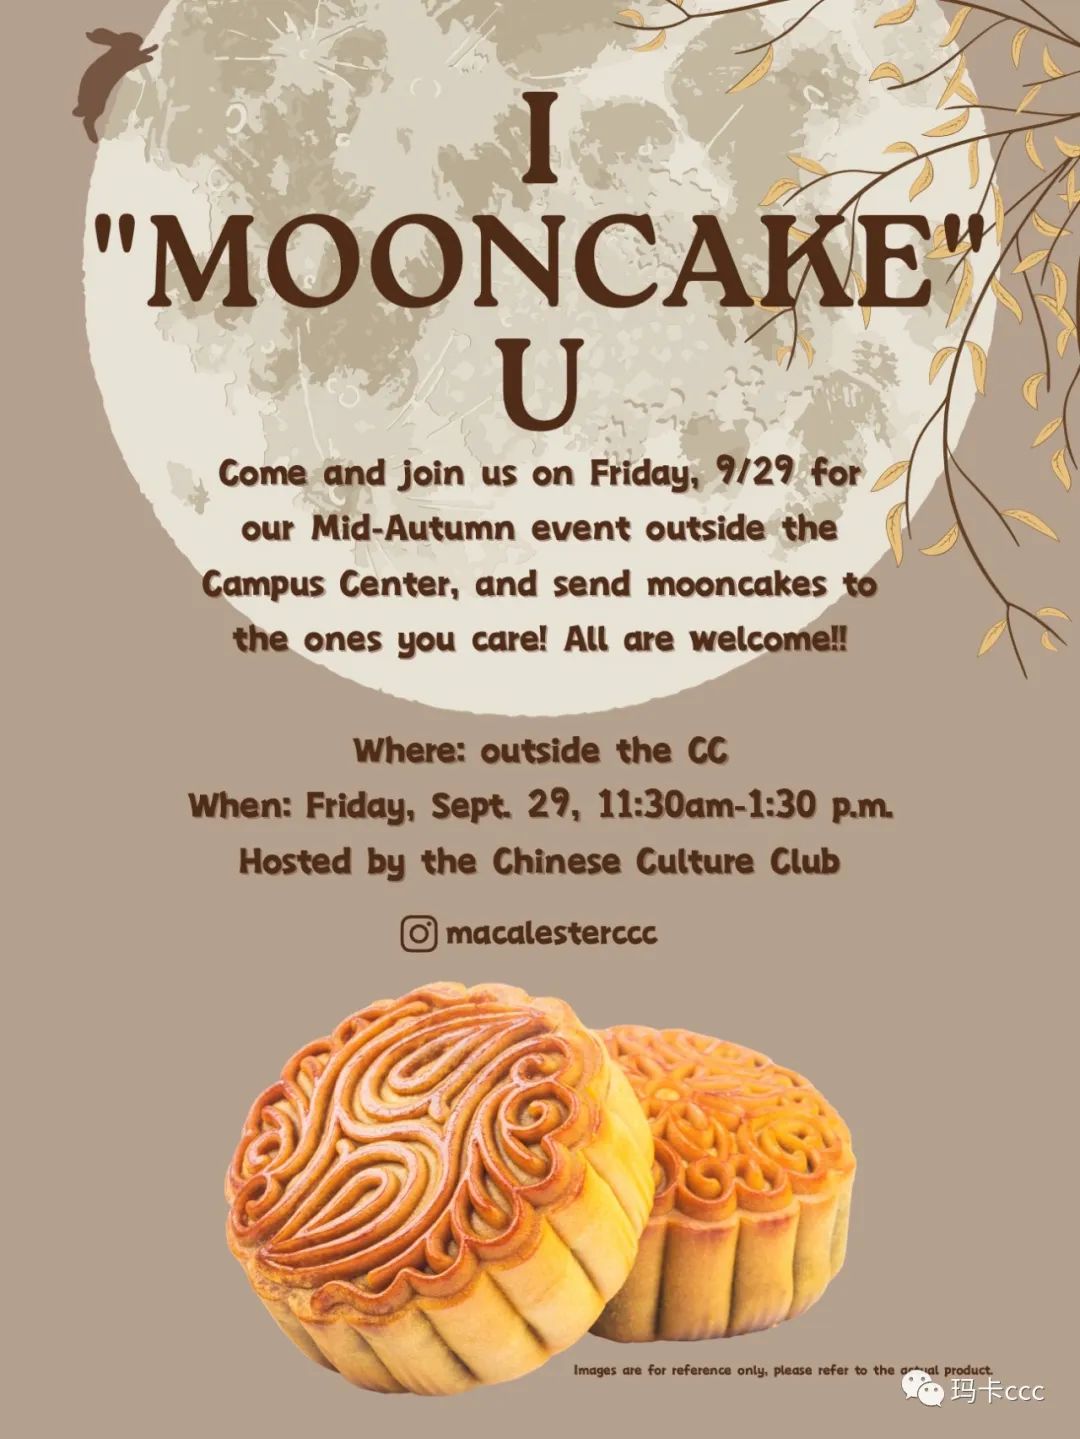 I
"MOONCAKE"
U
Come and join us on Friday, 9/29 for
our Mid-Autumn event outside the
Campus Center, and send mooncakes to
the ones you care! All are welcome!!
Where: outside the CC
When: Friday, Sept. 29, 11:30am-1:30 p.m.
Hosted by the Chinese Culture Club
macalesterccc
Images are for reference only, please refer to the actual product.
玛卡ccc